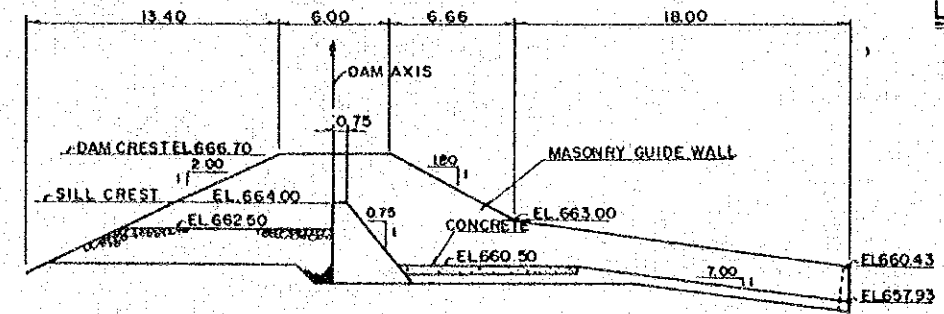 13.40 6.00 6.66 18.00
DAM AXIS
0.75
DAM CREST EL 666.70
2.00
1
1.80
1
MASONRY GUIDE WALL
SILL CREST EL. 664.00
EL 662.50
0.75
1
EL. 663.00
CONCRETE
EL 660.50
7.00
1
EL 660.43
EL 657.93